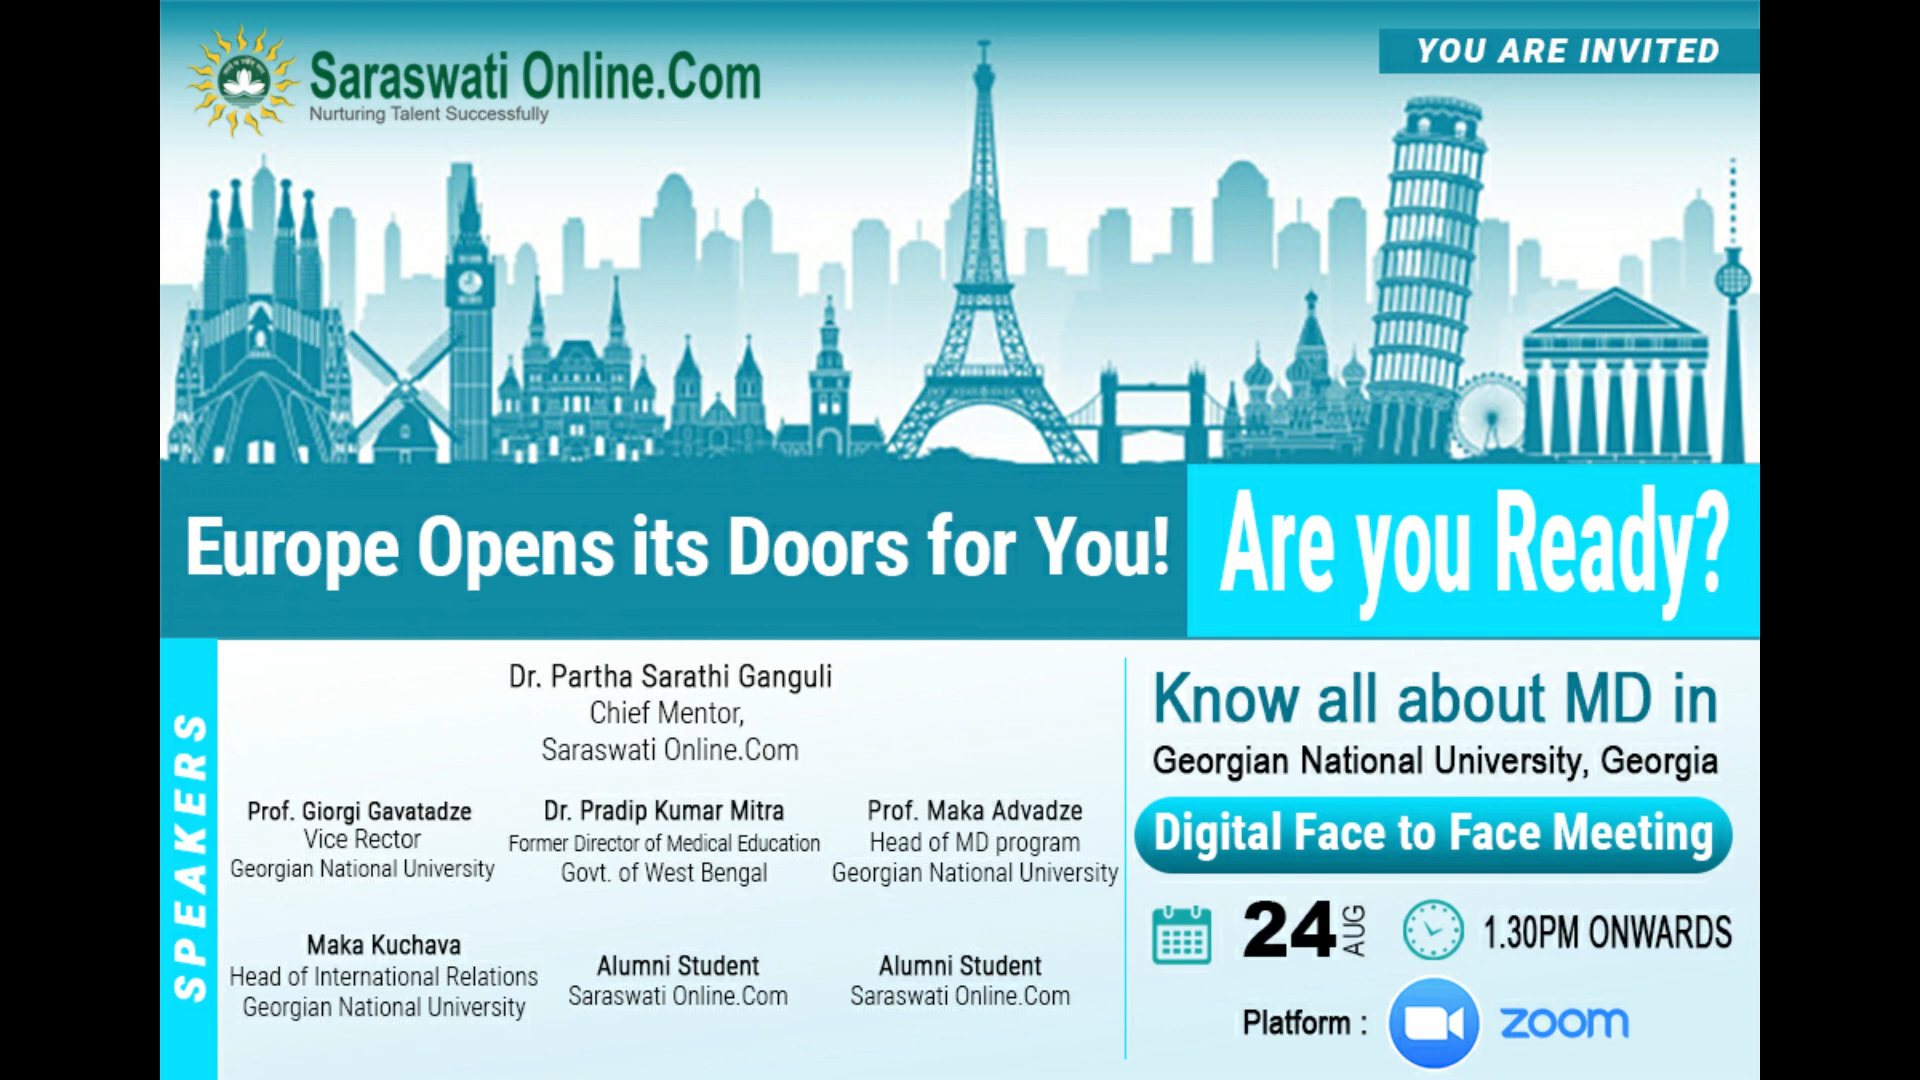 Saraswati Online.Com
Nurturing Talent Successfully
YOU ARE INVITED
Europe Opens its Doors for You!
Are you Ready?
SPEAKERS
Dr. Partha Sarathi Ganguli
Chief Mentor,
Saraswati Online.Com
Prof. Giorgi Gavatadze
Vice Rector
Georgian National University
Dr. Pradip Kumar Mitra
Former Director of Medical Education
Govt. of West Bengal
Prof. Maka Advadze
Head of MD program
Georgian National University
Maka Kuchava
Head of International Relations
Georgian National University
Alumni Student
Saraswati Online.Com
Alumni Student
Saraswati Online.Com
Know all about MD in
Georgian National University, Georgia
Digital Face to Face Meeting
24 AUG
1.30PM ONWARDS
Platform :
zoom